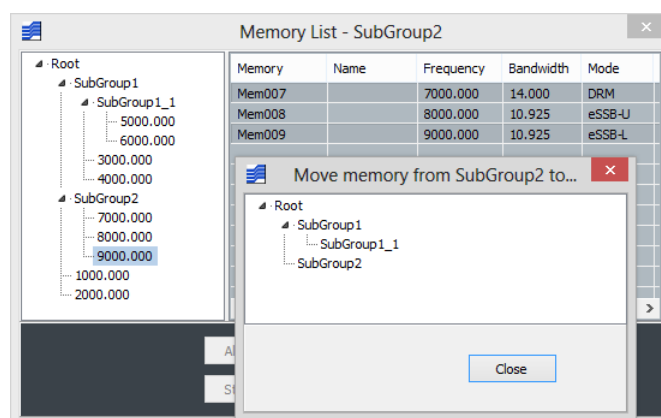 Memory List - SubGroup2
Root
SubGroup1
SubGroup1_1
5000.000
6000.000
3000.000
4000.000
SubGroup2
7000.000
8000.000
9000.000
1000.000
2000.000
Memory Name Frequency Bandwidth Mode
Mem007 7000.000 14.000 DRM
Mem008 8000.000 10.925 eSSB-U
Mem009 9000.000 10.925 eSSB-L
Move memory from SubGroup2 to...
Root
SubGroup1
SubGroup1_1
SubGroup2
Close